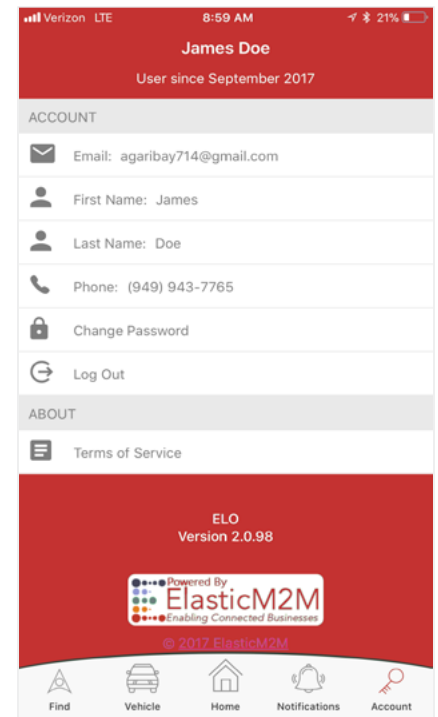 Verizon LTE 8:59 AM 21%
James Doe
User since September 2017
ACCOUNT
Email: agaribay714@gmail.com
First Name: James
Last Name: Doe
Phone: (949) 943-7765
Change Password
Log Out
ABOUT
Terms of Service
ELO
Version 2.0.98
Powered By
ElasticM2M
Enabling Connected Businesses
© 2017 ElasticM2M
Find Vehicle Home Notifications Account